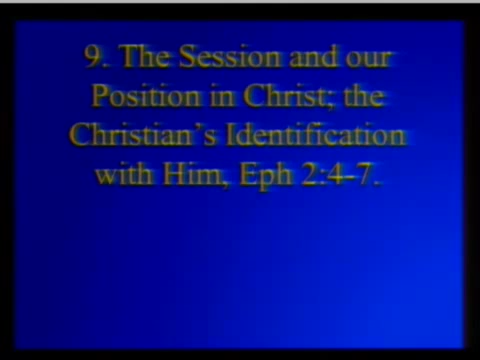 9. The Session and our
Position in Christ; the
Christian's Identification
with Him, Eph 2:4-7.